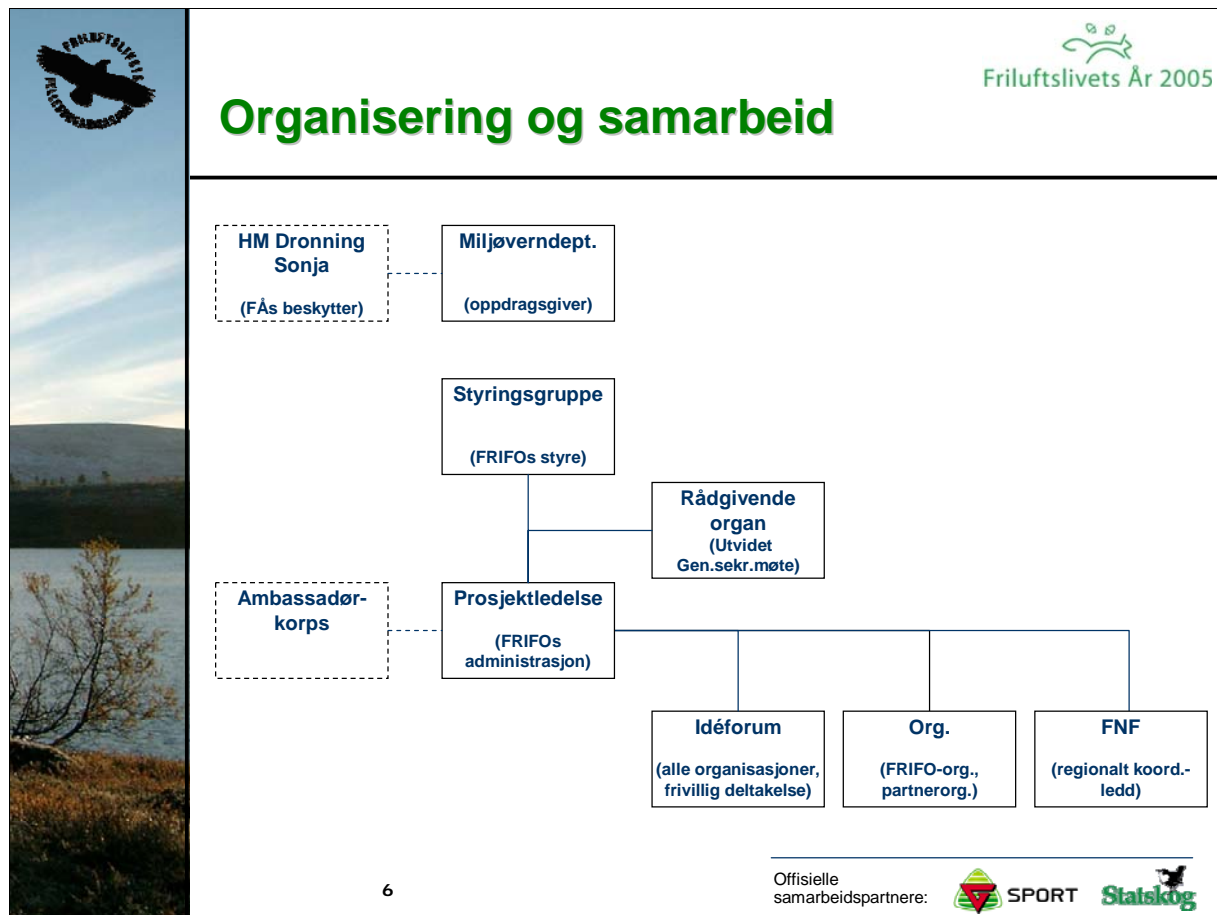 FRILUFTSLIVETS
FELLESORGANISASJON
Friluftslivets År 2005
Organisering og samarbeid
HM Dronning
Sonja
(FÅs beskytter)
Miljøverndept.
(oppdragsgiver)
Styringsgruppe
(FRIFOs styre)
Rådgivende
organ
(Utvidet
Gen.sekr.møte)
Ambassadør-
korps
Prosjektledelse
(FRIFOs
administrasjon)
Idéforum
(alle organisasjoner,
frivillig deltakelse)
Org.
(FRIFO-org.,
partnerorg.)
FNF
(regionalt koord.-
ledd)
6
Offisielle
samarbeidspartnere:
G SPORT
Statskog